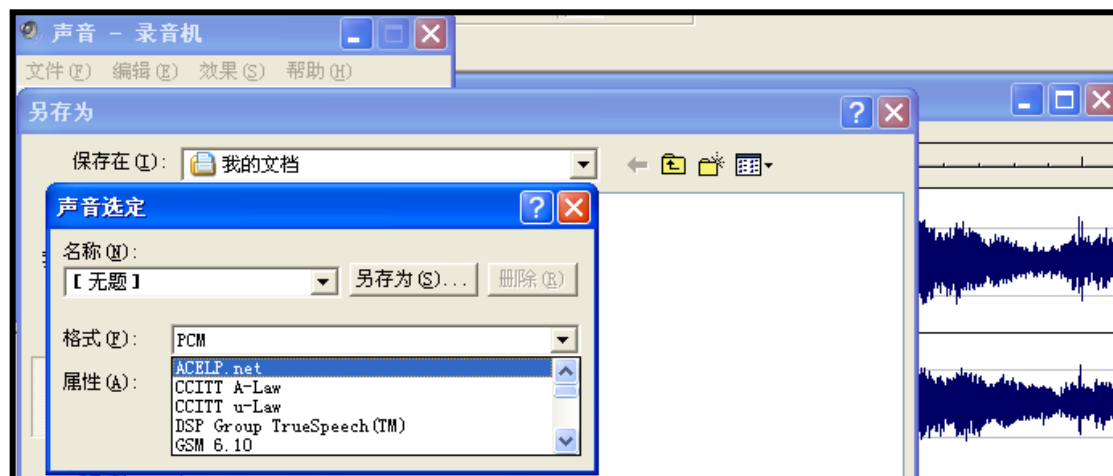 声音 - 录音机
文件(F) 编辑(E) 效果(S) 帮助(H)
另存为
保存在(I): 我的文档
声音选定
名称(N):
[无题] 另存为(S)... 删除(R)
格式(F): PCM
ACELP.net
属性(A): CCITT A-Law
CCITT u-Law
DSP Group TrueSpeech(TM)
GSM 6.10